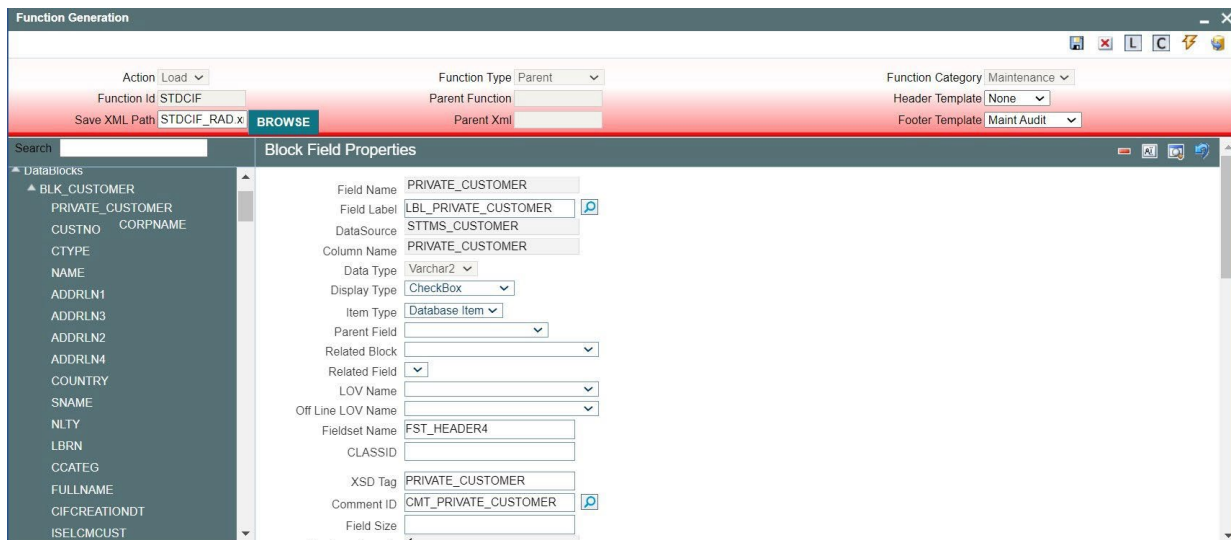 Function Generation
L C
Action Load Function Type Parent Function Category Maintenance
Function Id STDCIF Parent Function Header Template None
Save XML Path STDCIF_RAD.x BROWSE Parent Xml Footer Template Maint Audit
Search Block Field Properties
DataBlocks
BLK_CUSTOMER
PRIVATE_CUSTOMER
CUSTNO CORPNAME
CTYPE
NAME
ADDRLN1
ADDRLN3
ADDRLN2
ADDRLN4
COUNTRY
SNAME
NLTY
LBRN
CCATEG
FULLNAME
CIFCREATIONDT
ISELCMCUST
Field Name PRIVATE_CUSTOMER
Field Label LBL_PRIVATE_CUSTOMER
DataSource STTMS_CUSTOMER
Column Name PRIVATE_CUSTOMER
Data Type Varchar2
Display Type CheckBox
Item Type Database Item
Parent Field
Related Block
Related Field
LOV Name
Off Line LOV Name
Fieldset Name FST_HEADER4
CLASSID
XSD Tag PRIVATE_CUSTOMER
Comment ID CMT_PRIVATE_CUSTOMER
Field Size